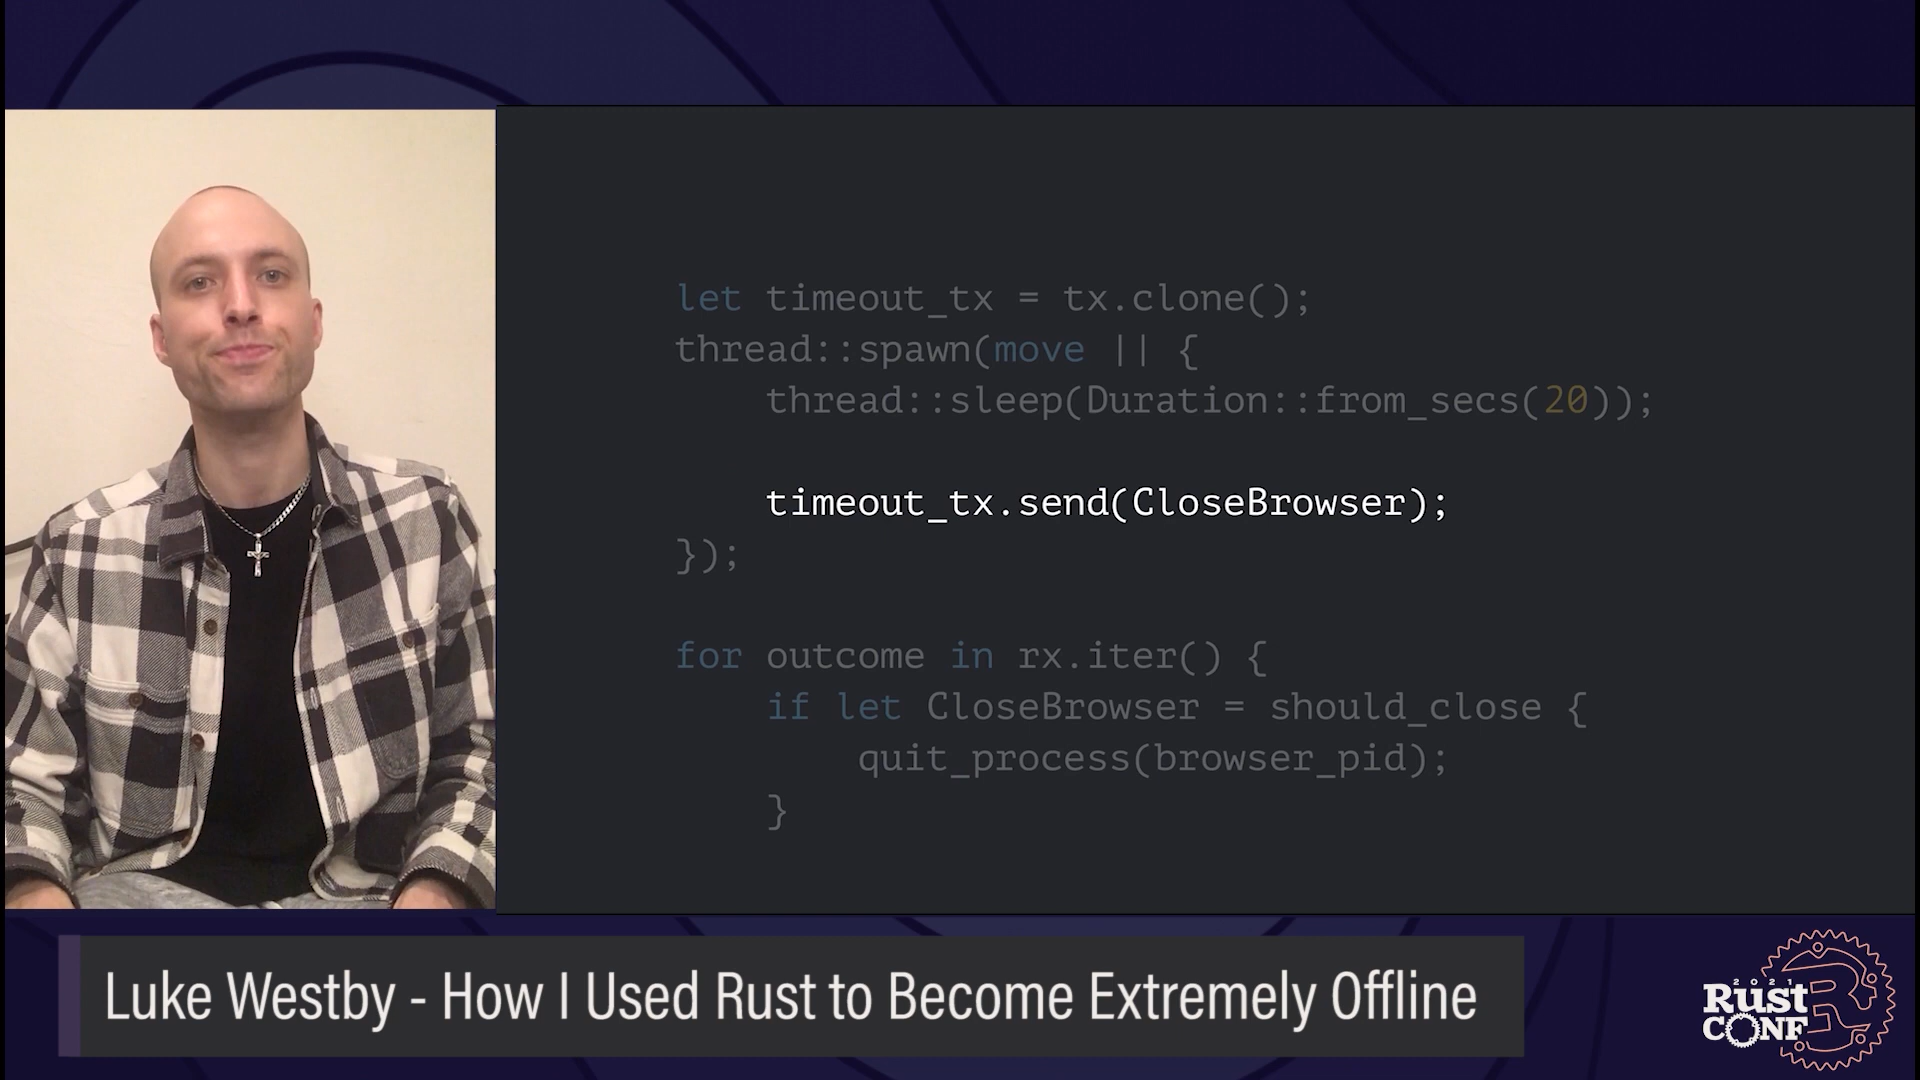 let timeout_tx = tx.clone();
thread::spawn(move || {
    thread::sleep(Duration::from_secs(20));
    timeout_tx.send(CloseBrowser);
});
for outcome in rx.iter() {
    if let CloseBrowser = should_close {
        quit_process(browser_pid);
    }
Luke Westby - How I Used Rust to Become Extremely Offline
2021
Rust
CONF